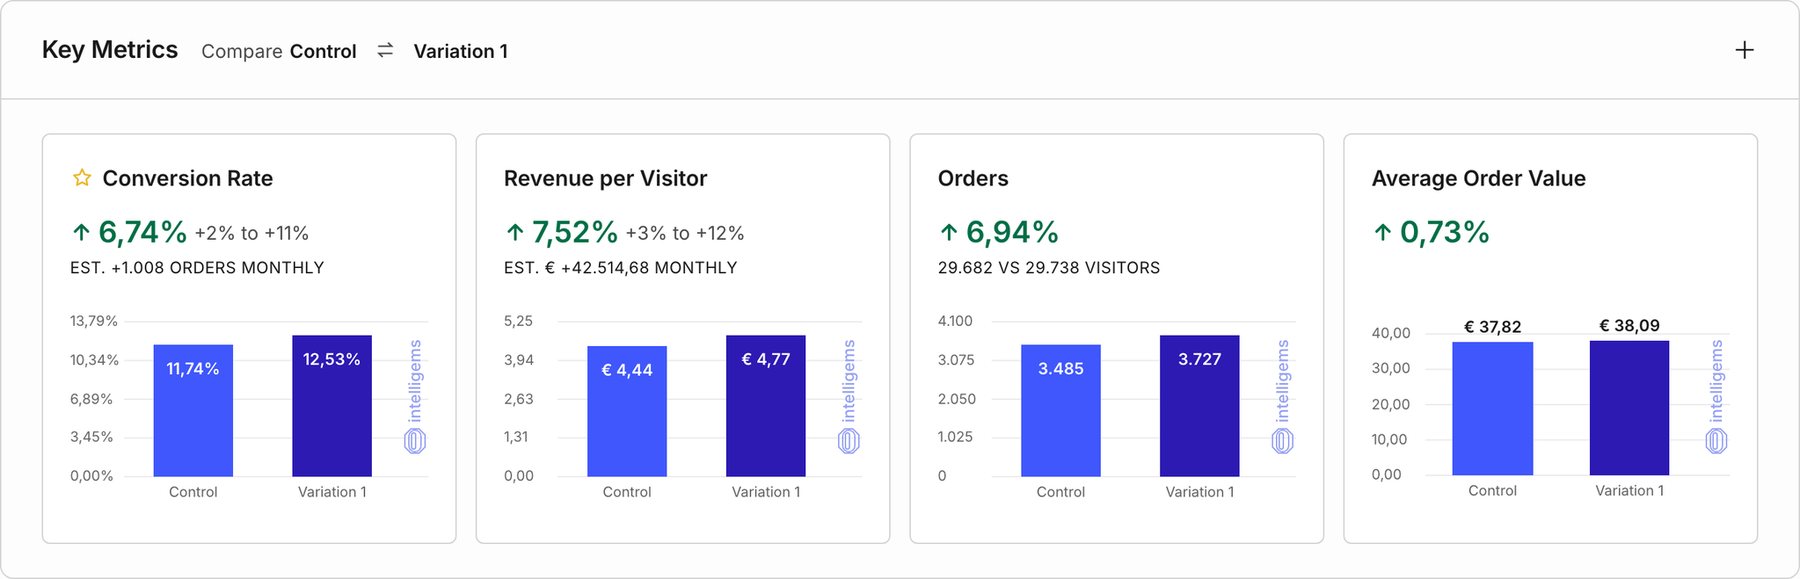 Key Metrics Compare Control Variation 1
Conversion Rate
6,74% +2% to +11%
EST. +1.008 ORDERS MONTHLY
13,79%
10,34%
6,89%
3,45%
0,00%
11,74%
12,53%
Control Variation 1
intelligems
Revenue per Visitor
7,52% +3% to +12%
EST. € +42.514,68 MONTHLY
5,25
3,94
2,63
1,31
0,00
€ 4,44
€ 4,77
Control Variation 1
intelligems
Orders
6,94%
29.682 VS 29.738 VISITORS
4.100
3.075
2.050
1.025
0
3.485
3.727
Control Variation 1
intelligems
Average Order Value
0,73%
40,00
30,00
20,00
10,00
0,00
€ 37,82
€ 38,09
Control Variation 1
intelligems